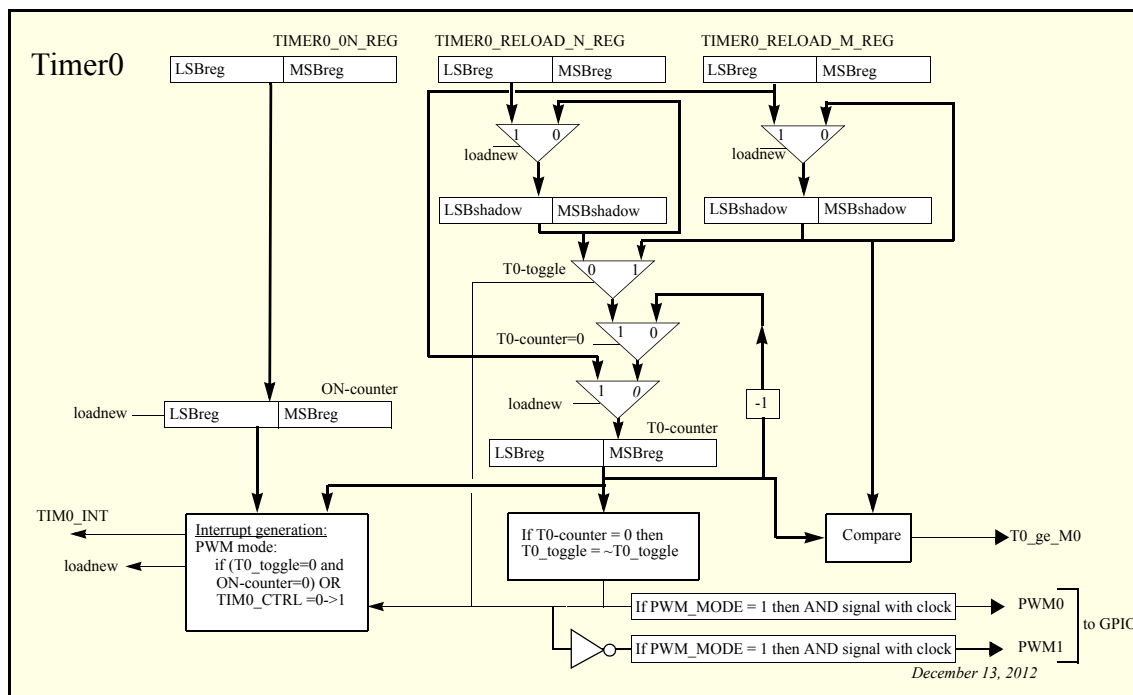 Timer0
TIMER0_0N_REG
TIMER0_RELOAD_N_REG
TIMER0_RELOAD_M_REG
LSBreg
MSBreg
LSBreg
MSBreg
LSBreg
MSBreg
1
0
loadnew
1
0
loadnew
LSBshadow
MSBshadow
LSBshadow
MSBshadow
T0-toggle
0
1
T0-counter=0
1
0
ON-counter
loadnew
LSBreg
MSBreg
loadnew
1
0
-1
T0-counter
LSBreg
MSBreg
TIM0_INT
loadnew
Interrupt generation:
PWM mode:
if (T0_toggle=0 and
ON-counter=0) OR
TIM0_CTRL =0->1
If T0-counter = 0 then
T0_toggle = ~T0_toggle
Compare
T0_ge_M0
If PWM_MODE = 1 then AND signal with clock
PWM0
to GPIO
If PWM_MODE = 1 then AND signal with clock
PWM1
December 13, 2012